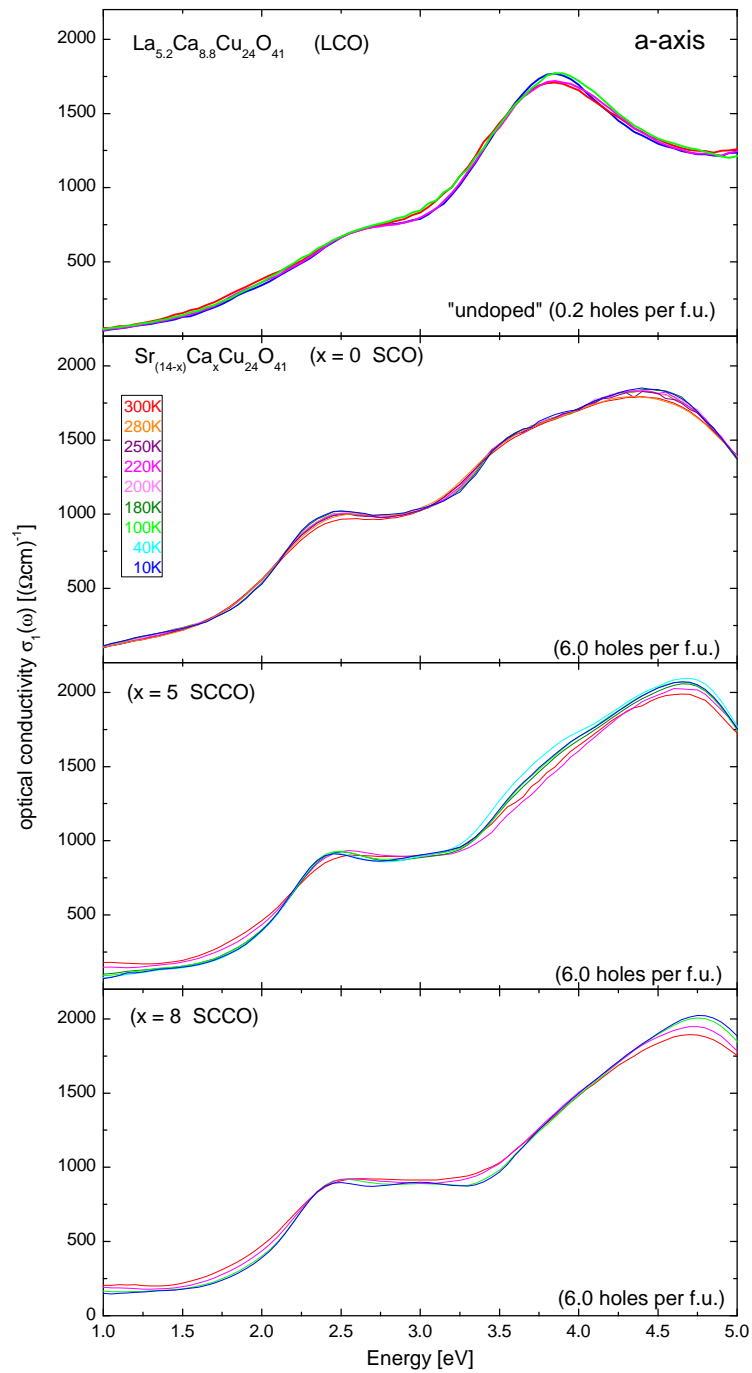 La5.2Ca8.8Cu24O41 (LCO) a-axis
2000
1500
1000
500
"undoped" (0.2 holes per f.u.)
Sr(14-x)CaxCu24O41 (x = 0 SCO)
2000
1500
1000
500
300K
280K
250K
220K
200K
180K
100K
40K
10K
(6.0 holes per f.u.)
optical conductivity σ1(ω) [(Ωcm)-1
(x = 5 SCCO)
2000
1500
1000
500
(6.0 holes per f.u.)
(x = 8 SCCO)
2000
1500
1000
500
0
(6.0 holes per f.u.)
1.0 1.5 2.0 2.5 3.0 3.5 4.0 4.5 5.0
Energy [eV]